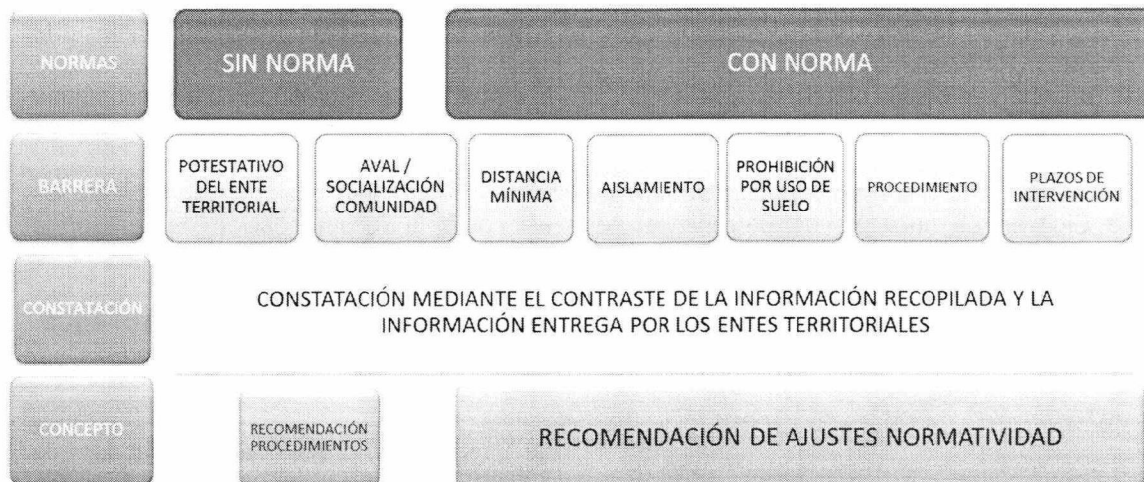 NORMAS
SIN NORMA
CON NORMA
BARRERA
POTESTATIVO
DEL ENTE
TERRITORIAL
AVAL /
SOCIALIZACIÓN
COMUNIDAD
DISTANCIA
MÍNIMA
AISLAMIENTO
PROHIBICIÓN
POR USO DE
SUELO
PROCEDIMIENTO
PLAZOS DE
INTERVENCIÓN
CONSTATACIÓN
CONSTATACIÓN MEDIANTE EL CONTRASTE DE LA INFORMACIÓN RECOPILADA Y LA
INFORMACIÓN ENTREGA POR LOS ENTES TERRITORIALES
CONCEPTO
RECOMENDACIÓN
PROCEDIMIENTOS
RECOMENDACIÓN DE AJUSTES NORMATIVIDAD